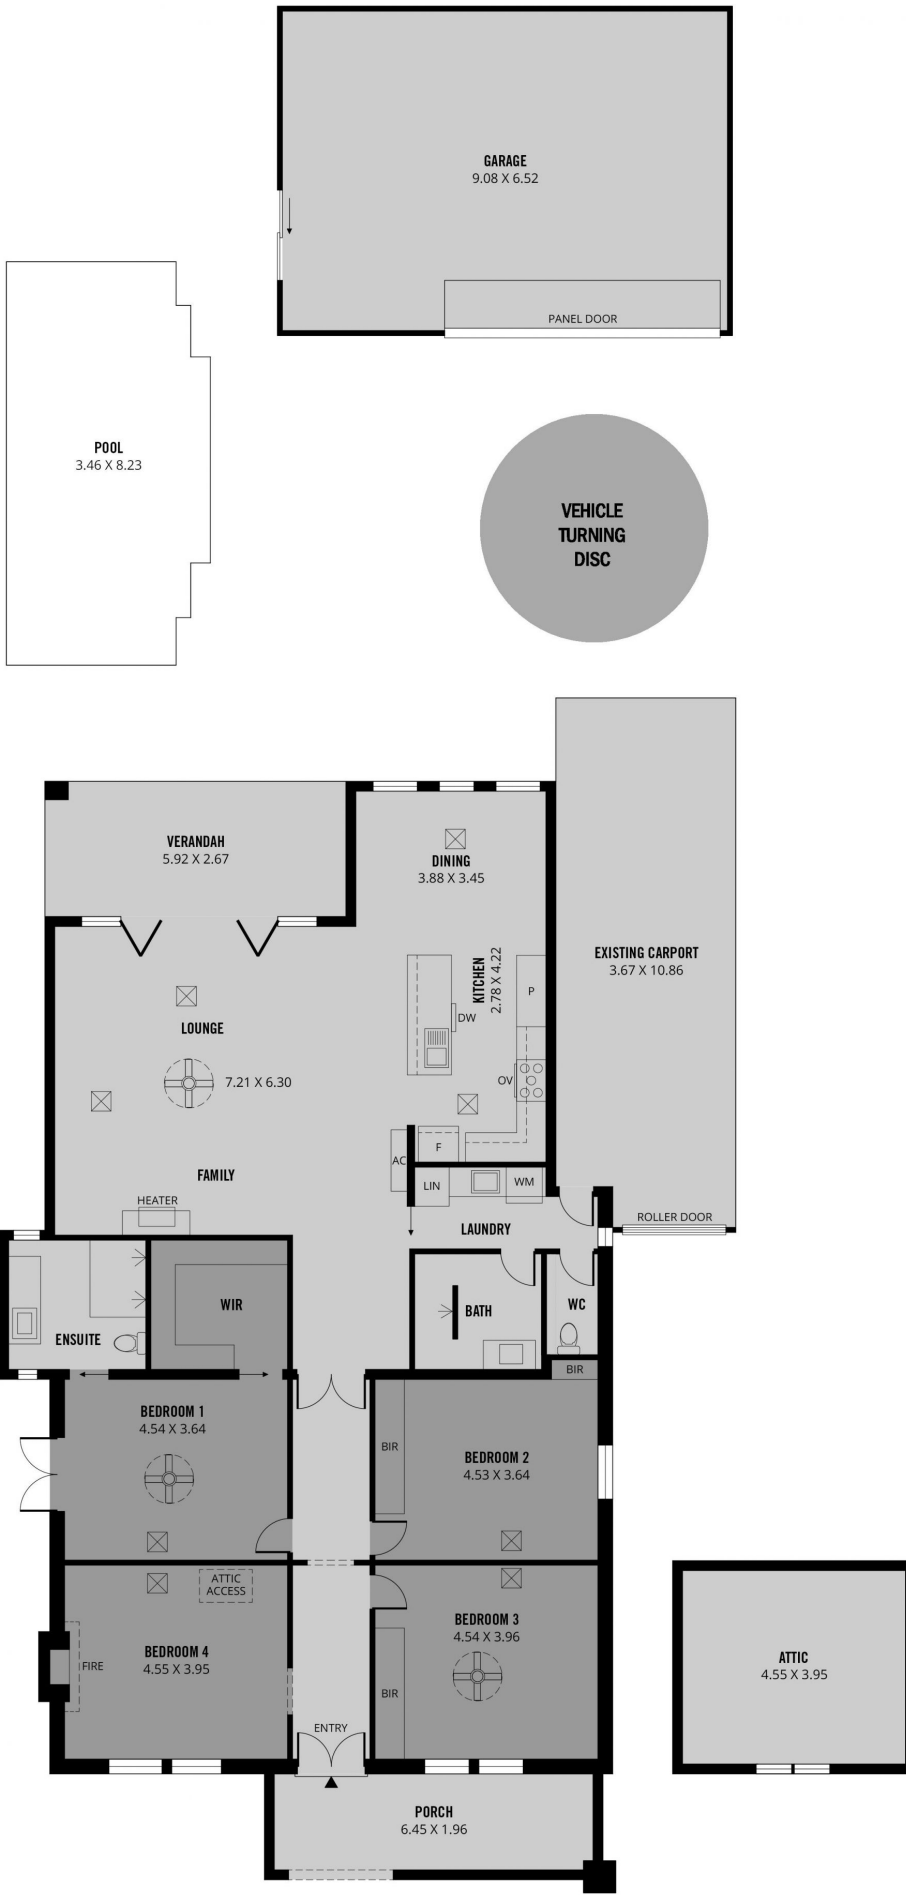 GARAGE
9.08 X 6.52
PANEL DOOR
POOL
3.46 X 8.23
VEHICLE
TURNING
DISC
VERANDAH
5.92 X 2.67
DINING
3.88 X 3.45
EXISTING CARPORT
3.67 X 10.86
KITCHEN
2.78 X 4.22
P
DW
LOUNGE
7.21 X 6.30
OV
F
AC
FAMILY
LIN
WM
HEATER
LAUNDRY
ROLLER DOOR
WIR
ENSUITE
BATH
WC
BIR
BEDROOM 1
4.54 X 3.64
BIR
BEDROOM 2
4.53 X 3.64
ATTIC
ACCESS
BEDROOM 4
4.55 X 3.95
FIRE
BEDROOM 3
4.54 X 3.96
BIR
ATTIC
4.55 X 3.95
ENTRY
PORCH
6.45 X 1.96